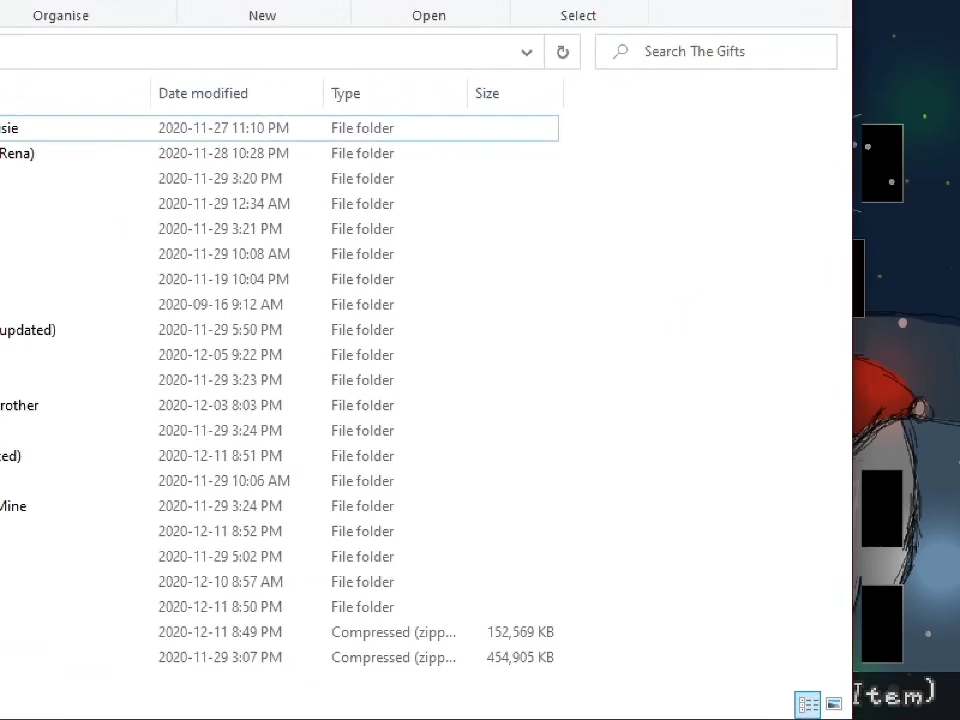 Organise New Open Select
Search The Gifts
Date modified Type Size
sie 2020-11-27 11:10 PM File folder
Rena) 2020-11-28 10:28 PM File folder
2020-11-29 3:20 PM File folder
2020-11-29 12:34 AM File folder
2020-11-29 3:21 PM File folder
2020-11-29 10:08 AM File folder
2020-11-19 10:04 PM File folder
2020-09-16 9:12 AM File folder
updated) 2020-11-29 5:50 PM File folder
2020-12-05 9:22 PM File folder
2020-11-29 3:23 PM File folder
rother 2020-12-03 8:03 PM File folder
2020-11-29 3:24 PM File folder
ted) 2020-12-11 8:51 PM File folder
2020-11-29 10:06 AM File folder
Mine 2020-11-29 3:24 PM File folder
2020-12-11 8:52 PM File folder
2020-11-29 5:02 PM File folder
2020-12-10 8:57 AM File folder
2020-12-11 8:50 PM File folder
2020-12-11 8:49 PM Compressed (zipp... 152,569 KB
2020-11-29 3:07 PM Compressed (zipp... 454,905 KB
Item)